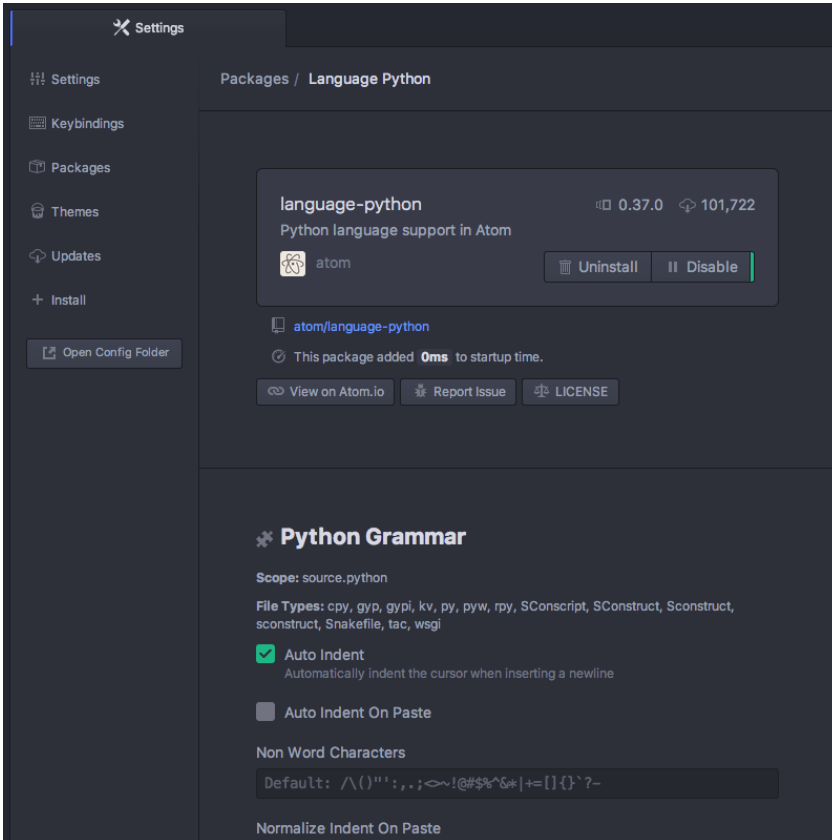 Settings
Settings
Keybindings
Packages
Themes
Updates
Install
Open Config Folder
Packages / Language Python
language-python
0.37.0 101,722
Python language support in Atom
atom
Uninstall Disable
atom/language-python
This package added 0ms to startup time.
View on Atom.io Report Issue LICENSE
Python Grammar
Scope: source.python
File Types: cpy, gyp, gypi, kv, py, pyw, rpy, SConscript, SConstruct, Sconstruct,
sconstruct, Snakefile, tac, wsgi
Auto Indent
Automatically indent the cursor when inserting a newline
Auto Indent On Paste
Non Word Characters
Default: /\()"':,.;<>~!@#$%^&*|+=[]{}`?-
Normalize Indent On Paste